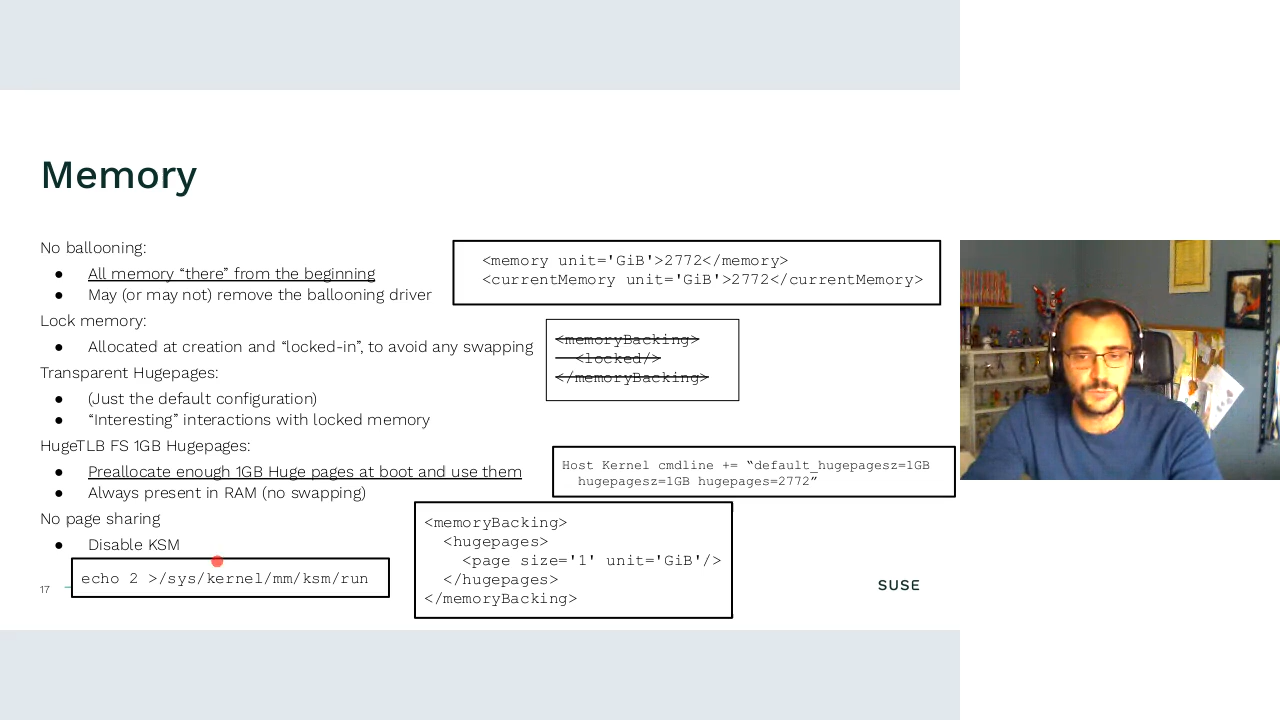 Memory
No ballooning:
● All memory “there” from the beginning
● May (or may not) remove the ballooning driver
<memory unit='GiB'>2772</memory>
<currentMemory unit='GiB'>2772</currentMemory>
Lock memory:
● Allocated at creation and “locked-in”, to avoid any swapping
<memoryBacking>
<locked/>
</memoryBacking>
Transparent Hugepages:
● (Just the default configuration)
● “Interesting” interactions with locked memory
HugeTLB FS 1GB Hugepages:
● Preallocate enough 1GB Huge pages at boot and use them
● Always present in RAM (no swapping)
Host Kernel cmdline += “default_hugepagesz=1GB
hugepagesz=1GB hugepages=2772”
No page sharing
● Disable KSM
echo 2 >/sys/kernel/mm/ksm/run
<memoryBacking>
<hugepages>
<page size='1' unit='GiB'/>
</hugepages>
</memoryBacking>
17
SUSE